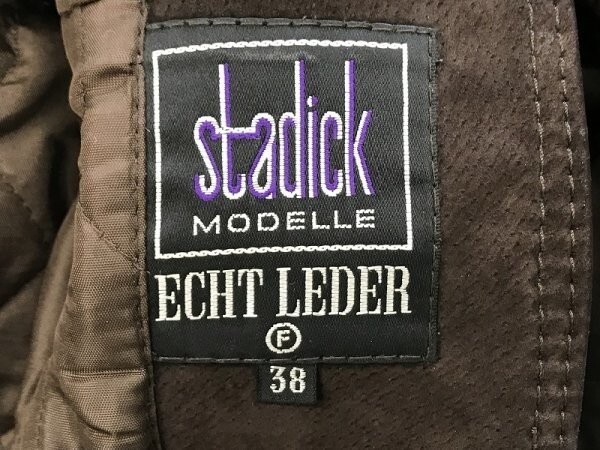 stadick
MODELLE
ECHT LEDER
F
38